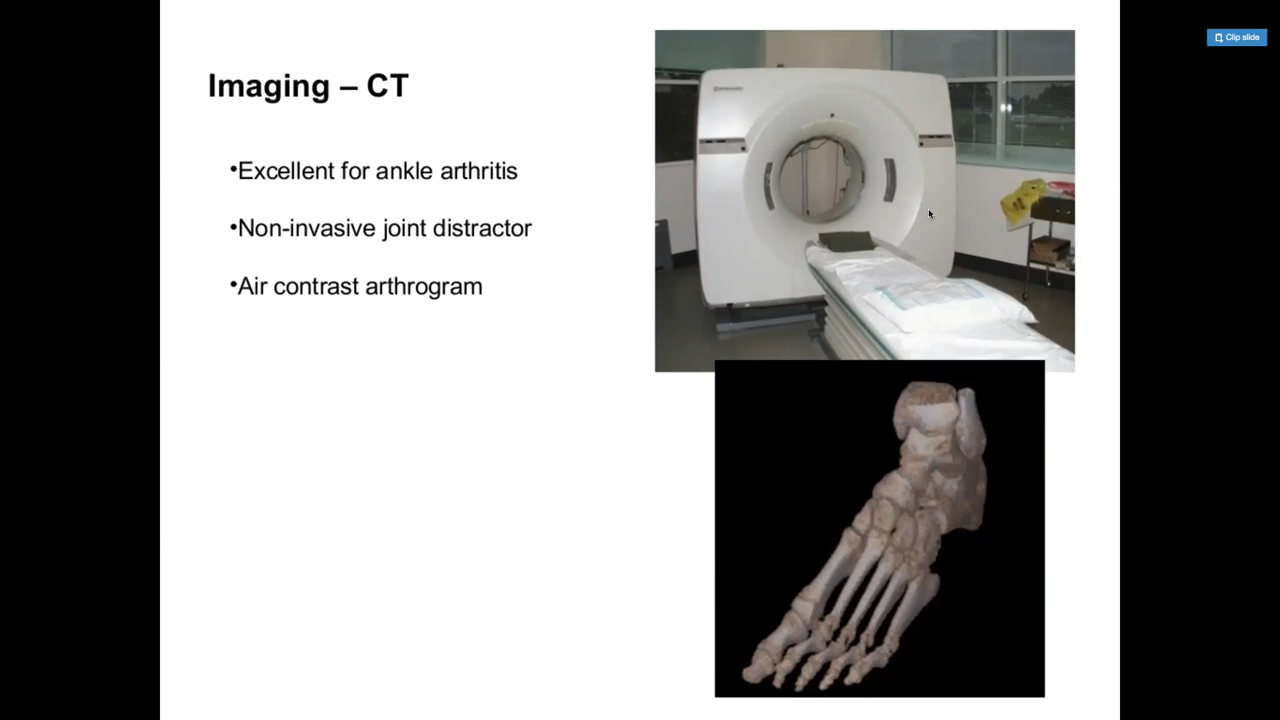 Clip slide
Imaging – CT
•Excellent for ankle arthritis
•Non-invasive joint distractor
•Air contrast arthrogram